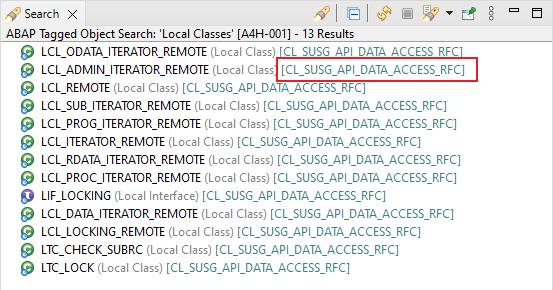 Search
ABAP Tagged Object Search: 'Local Classes' [A4H-001] - 13 Results
LCL_ODATA_ITERATOR_REMOTE (Local Class) [CL_SUSG_API_DATA_ACCESS_RFC]
LCL_ADMIN_ITERATOR_REMOTE (Local Class) [CL_SUSG_API_DATA_ACCESS_RFC]
LCL_REMOTE (Local Class) [CL_SUSG_API_DATA_ACCESS_RFC]
LCL_SUB_ITERATOR_REMOTE (Local Class) [CL_SUSG_API_DATA_ACCESS_RFC]
LCL_PROG_ITERATOR_REMOTE (Local Class) [CL_SUSG_API_DATA_ACCESS_RFC]
LCL_ITERATOR_REMOTE (Local Class) [CL_SUSG_API_DATA_ACCESS_RFC]
LCL_RDATA_ITERATOR_REMOTE (Local Class) [CL_SUSG_API_DATA_ACCESS_RFC]
LCL_PROC_ITERATOR_REMOTE (Local Class) [CL_SUSG_API_DATA_ACCESS_RFC]
LIF_LOCKING (Local Interface) [CL_SUSG_API_DATA_ACCESS_RFC]
LCL_DATA_ITERATOR_REMOTE (Local Class) [CL_SUSG_API_DATA_ACCESS_RFC]
LCL_LOCKING_REMOTE (Local Class) [CL_SUSG_API_DATA_ACCESS_RFC]
LTC_CHECK_SUBRC (Local Class) [CL_SUSG_API_DATA_ACCESS_RFC]
LTC_LOCK (Local Class) [CL_SUSG_API_DATA_ACCESS_RFC]